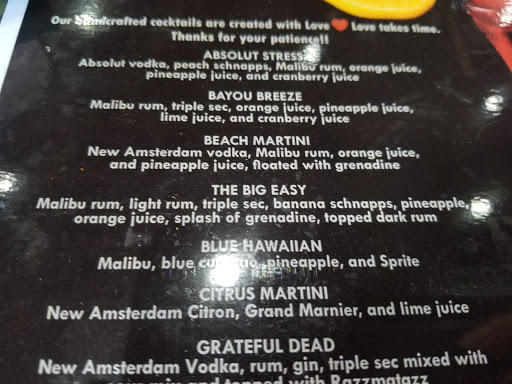 Our handcrafted cocktails are created with Love ❤ Love takes time.
Thanks for your patience!!
ABSOLUT STRESS
Absolut vodka, peach schnapps, Malibu rum, orange juice,
pineapple juice, and cranberry juice
BAYOU BREEZE
Malibu rum, triple sec, orange juice, pineapple juice,
lime juice, and cranberry juice
BEACH MARTINI
New Amsterdam vodka, Malibu rum, orange juice,
and pineapple juice, floated with grenadine
THE BIG EASY
Malibu rum, light rum, triple sec, banana schnapps, pineapple,
orange juice, splash of grenadine, topped dark rum
BLUE HAWAIIAN
Malibu, blue curacao, pineapple, and Sprite
CITRUS MARTINI
New Amsterdam Citron, Grand Marnier, and lime juice
GRATEFUL DEAD
New Amsterdam Vodka, rum, gin, triple sec mixed with
mix and topped with Razzmatazz